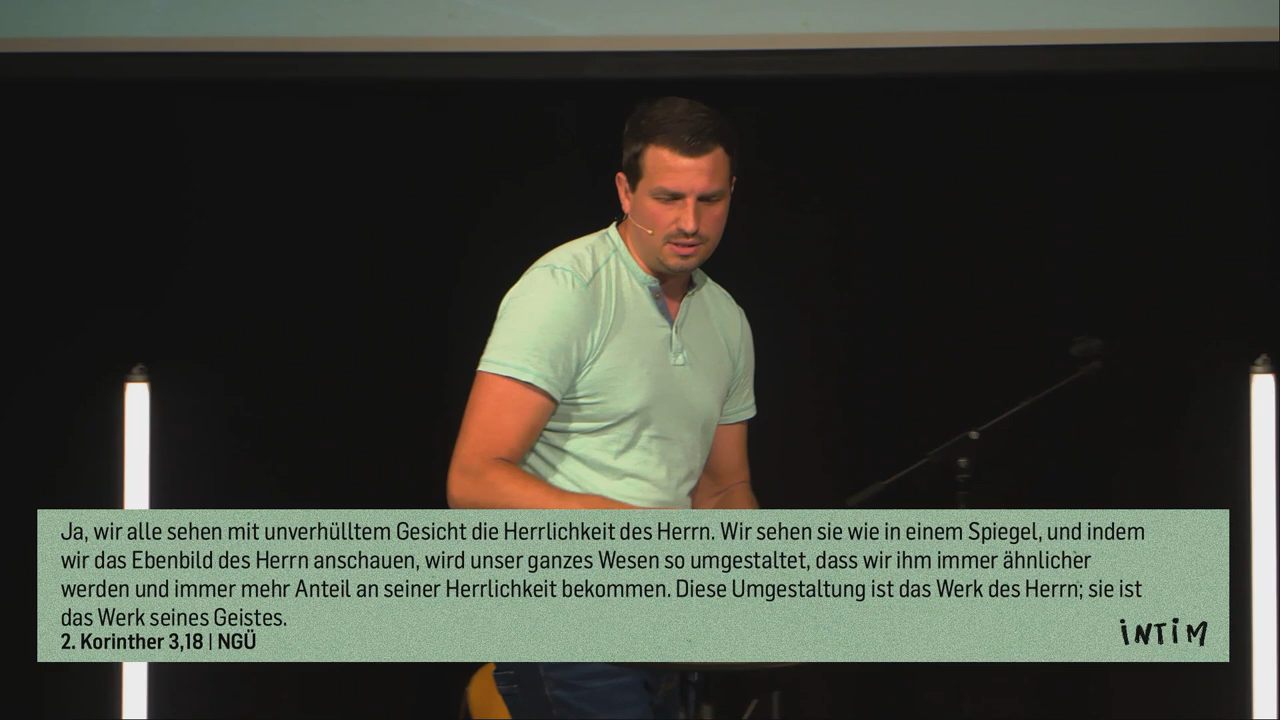 Ja, wir alle sehen mit unverhülltem Gesicht die Herrlichkeit des Herrn. Wir sehen sie wie in einem Spiegel, und indem
wir das Ebenbild des Herrn anschauen, wird unser ganzes Wesen so umgestaltet, dass wir ihm immer ähnlicher
werden und immer mehr Anteil an seiner Herrlichkeit bekommen. Diese Umgestaltung ist das Werk des Herrn; sie ist
das Werk seines Geistes.
2. Korinther 3,18 | NGÜ
iNTiM